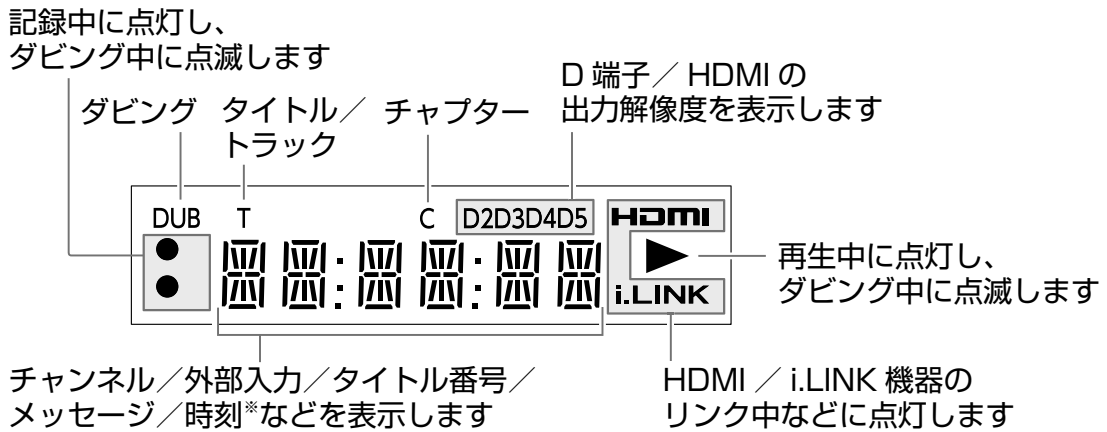 記録中に点灯し、
ダビング中に点滅します
D 端子／ HDMI の
出力解像度を表示します
ダビング
タイトル／
トラック
チャプター
DUB T C D2D3D4D5 HDMI
再生中に点灯し、
ダビング中に点滅します
i.LINK
チャンネル／外部入力／タイトル番号／
メッセージ／時刻※などを表示します
HDMI ／ i.LINK 機器の
リンク中などに点灯します